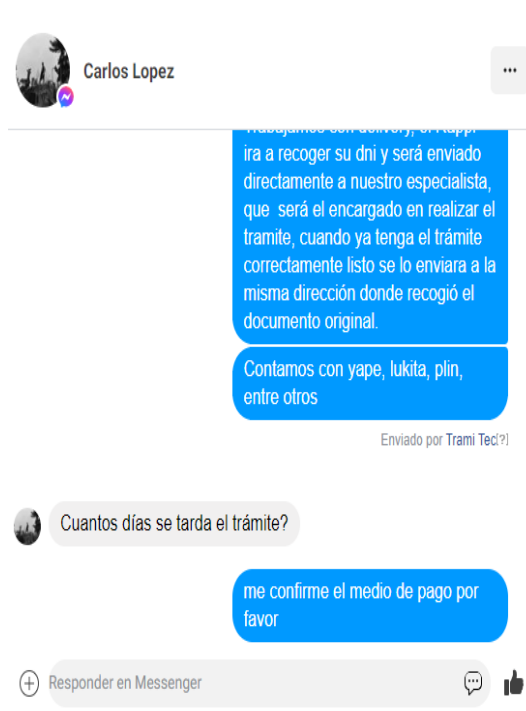 Carlos Lopez
ira a recoger su dni y será enviado
directamente a nuestro especialista,
que será el encargado en realizar el
tramite, cuando ya tenga el trámite
correctamente listo se lo enviara a la
misma dirección donde recogió el
documento original.
Contamos con yape, lukita, plin,
entre otros
Enviado por Trami Tec[?]
Cuantos días se tarda el trámite?
me confirme el medio de pago por
favor
Responder en Messenger